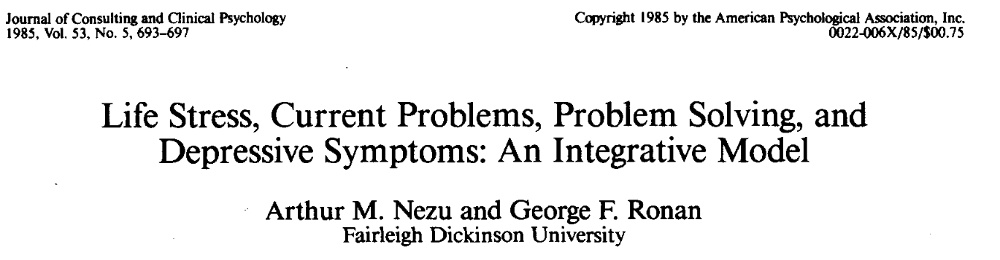 Journal of Consulting and Clinical Psychology
1985, Vol. 53, No. 5, 693–697
Copyright 1985 by the American Psychological Association, Inc.
0022-006X/85/$00.75
Life Stress, Current Problems, Problem Solving, and
Depressive Symptoms: An Integrative Model
Arthur M. Nezu and George F. Ronan
Fairleigh Dickinson University